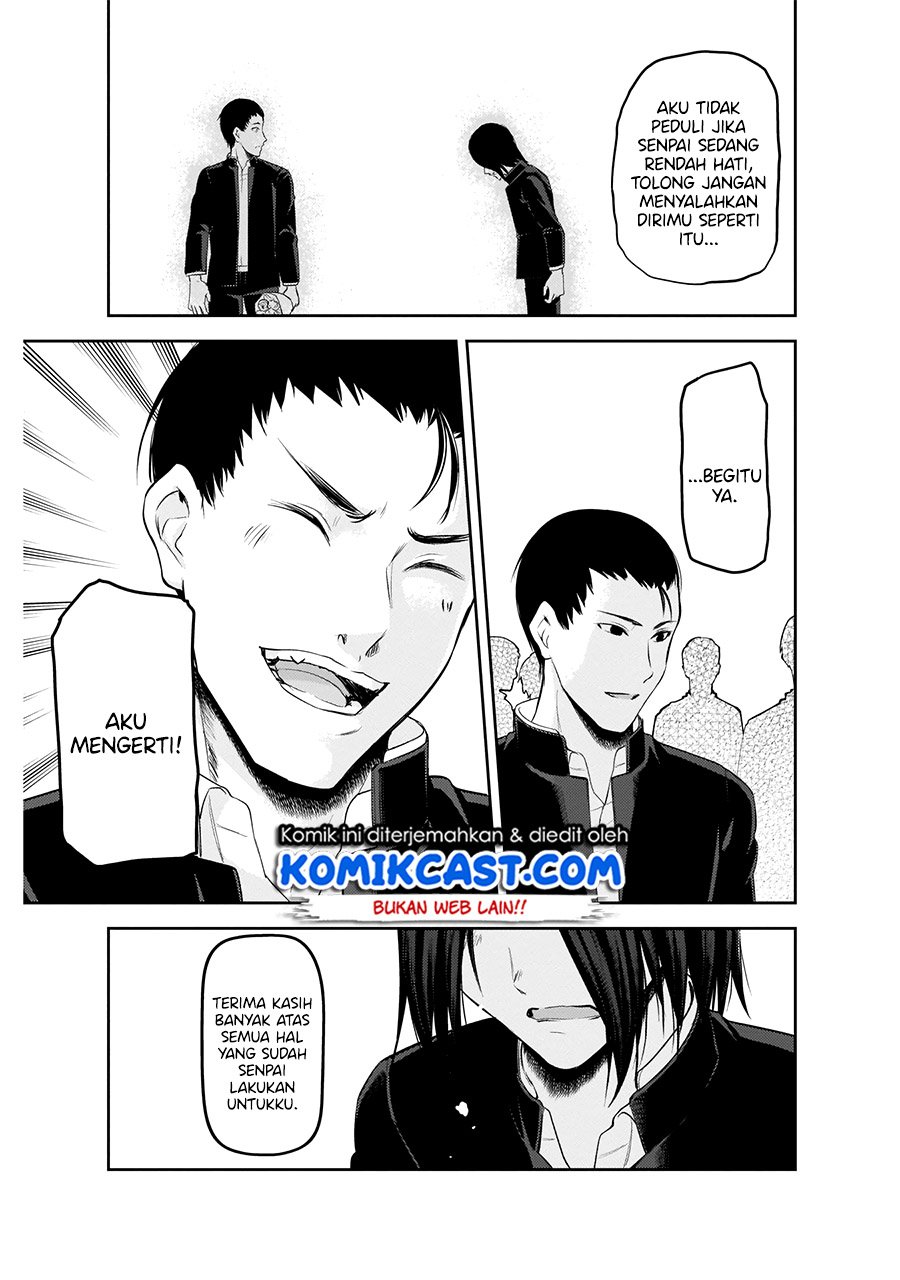 AKU TIDAK
PEDULI JIKA
SENPAI SEDANG
RENDAH HATI,
TOLONG JANGAN
MENYALAHKAN
DIRIMU SEPERTI
ITU...
...BEGITU
YA.
AKU
MENGERTI!
Komik ini diterjemahkan & diedit oleh
KOMIKCAST.COM
BUKAN WEB LAIN!!
TERIMA KASIH
BANYAK ATAS
SEMUA HAL
YANG SUDAH
SENPAI
LAKUKAN
UNTUKKU.